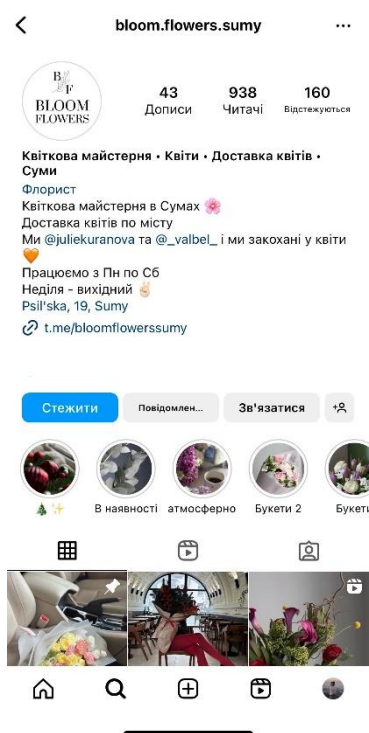 bloom.flowers.sumy
B
F
BLOOM
FLOWERS
43 938 160
Дописи Читачі Відстежуються
Квіткова майстерня • Квіти • Доставка квітів •
Суми
Флорист
Квіткова майстерня в Сумах 🌸
Доставка квітів по місту
Ми @juliekuranova та @_valbel_ і ми закохані у квіти
🧡
Працюємо з Пн по Сб
Неділя - вихідний ✌🏻
Psil'ska, 19, Sumy
t.me/bloomflowerssumy
Стежити Повідомлен... Зв'язатися
🎄✨ В наявності атмосферно Букети 2 Букети